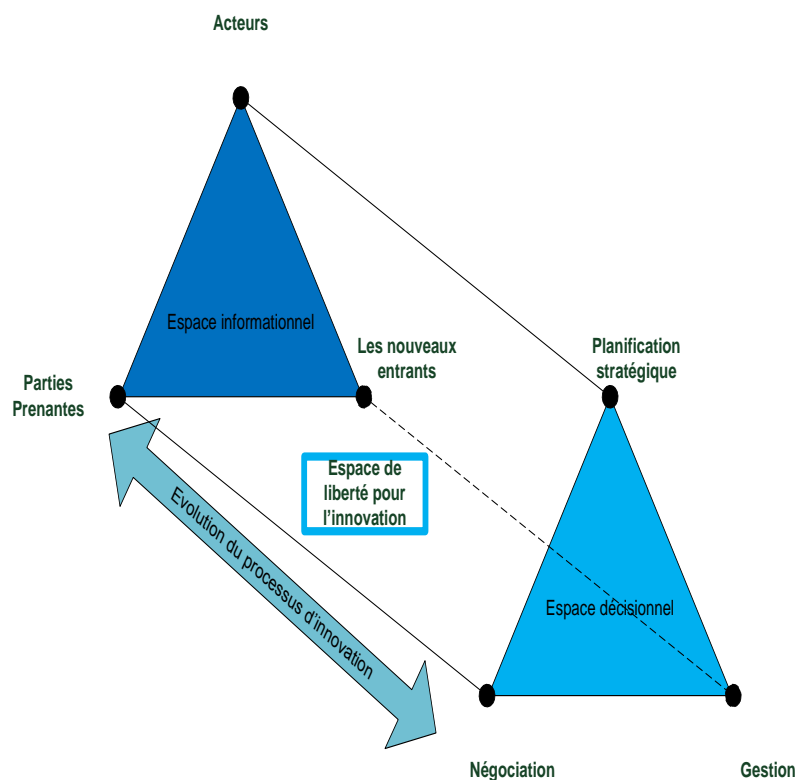 Acteurs
Espace informationnel
Les nouveaux
entrants
Planification
stratégique
Parties
Prenantes
Espace de
liberté pour
l'innovation
Evolution du processus d'innovation
Espace décisionnel
Négociation
Gestion